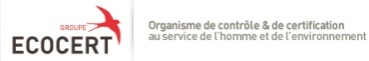 GROUPE
ECOCERT
Organisme de contrôle & de certification
au service de l'homme et de l'environnement